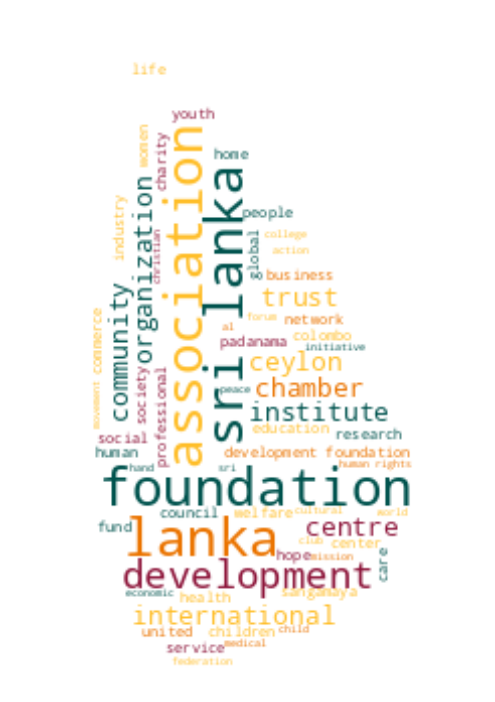 life
youth
women
charity
association
home
sri lanka
organization
people
industry
christian
global
college
action
business
community
trust
commerce
forum
network
al
colombo
padanama
initiative
society
professional
ceylon
movement
peace
chamber
institute
education
research
social
human
development foundation
hand
sri
human rights
foundation
council
welfare
cultural
world
fund
lanka
centre
club
center
hope
mission
care
development
economic
health
sangamaya
international
united
children
child
service
medical
federation